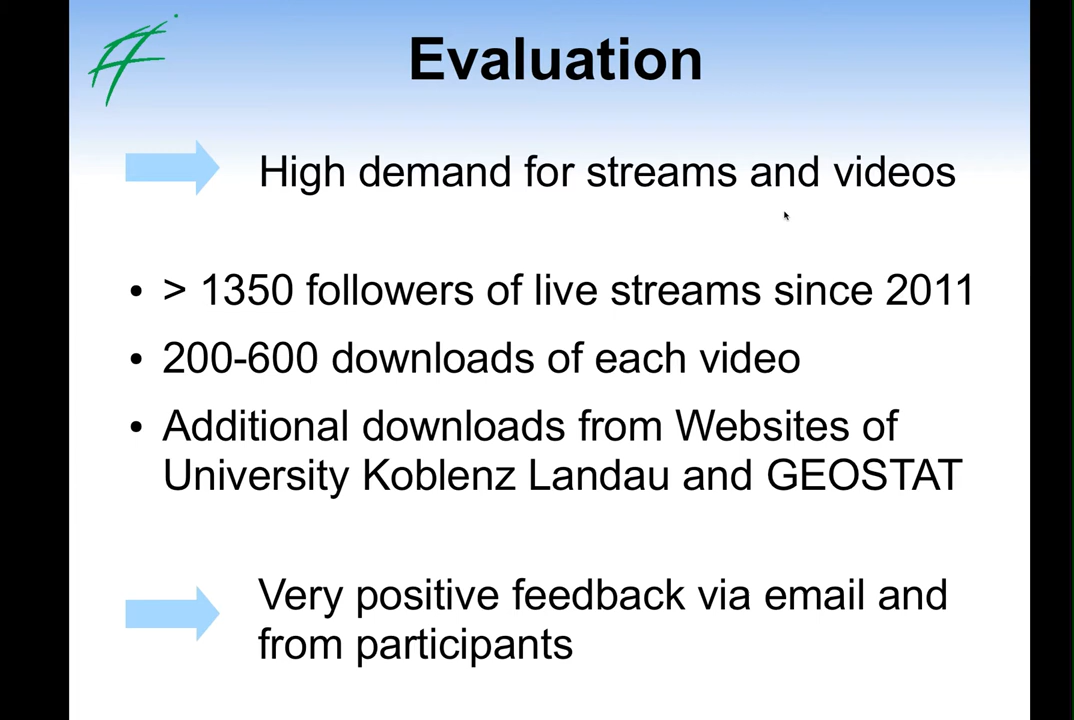 Evaluation
High demand for streams and videos
• > 1350 followers of live streams since 2011
• 200-600 downloads of each video
• Additional downloads from Websites of
University Koblenz Landau and GEOSTAT
Very positive feedback via email and
from participants